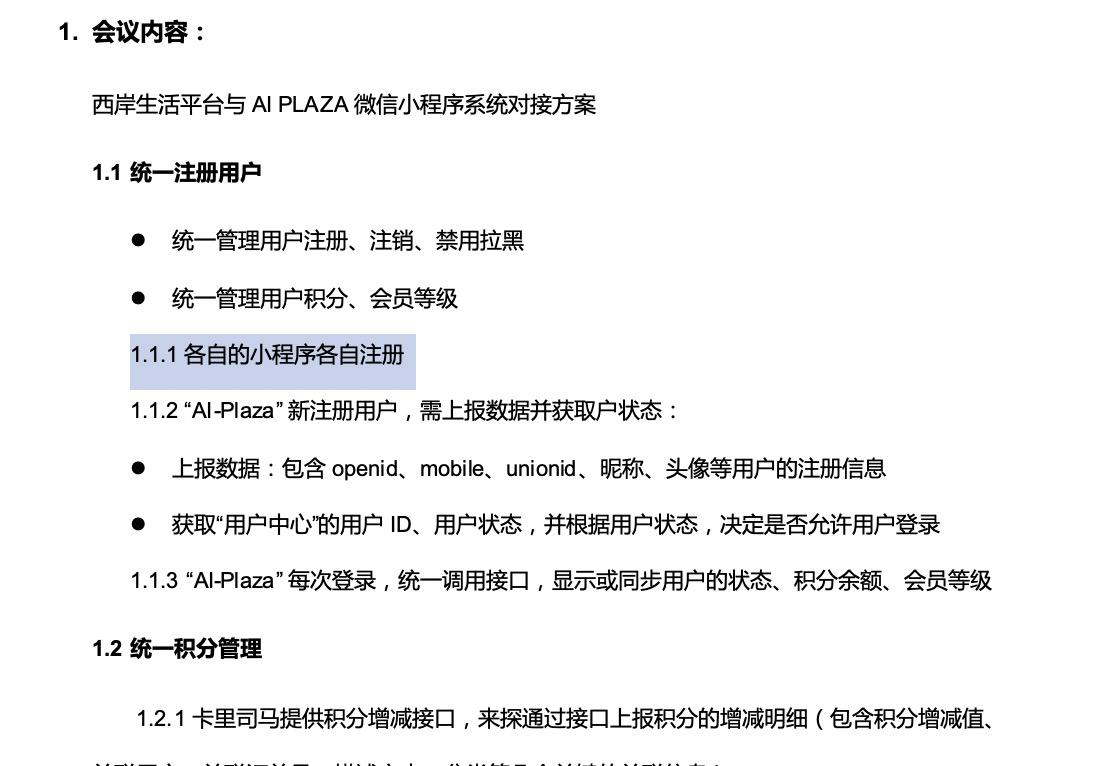 1. 会议内容：
西岸生活平台与 AI PLAZA 微信小程序系统对接方案
1.1 统一注册用户
● 统一管理用户注册、注销、禁用拉黑
● 统一管理用户积分、会员等级
1.1.1 各自的小程序各自注册
1.1.2 “AI-Plaza” 新注册用户，需上报数据并获取户状态：
● 上报数据：包含 openid、mobile、unionid、昵称、头像等用户的注册信息
● 获取“用户中心”的用户 ID、用户状态，并根据用户状态，决定是否允许用户登录
1.1.3 “AI-Plaza” 每次登录，统一调用接口，显示或同步用户的状态、积分余额、会员等级
1.2 统一积分管理
1.2.1 卡里司马提供积分增减接口，来探通过接口上报积分的增减明细（包含积分增减值、